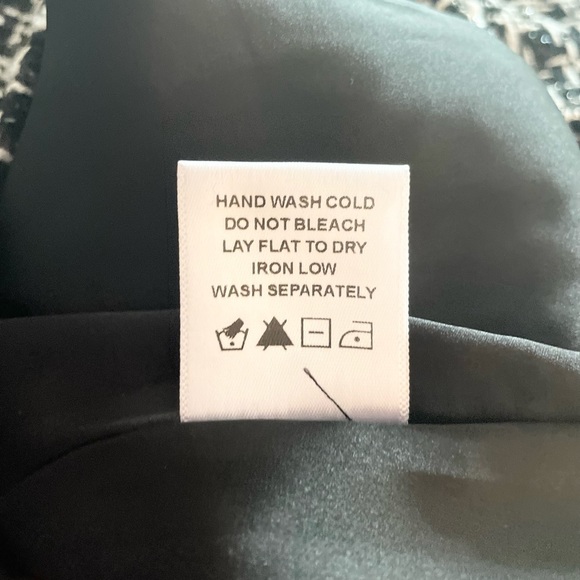 HAND WASH COLD
DO NOT BLEACH
LAY FLAT TO DRY
IRON LOW
WASH SEPARATELY